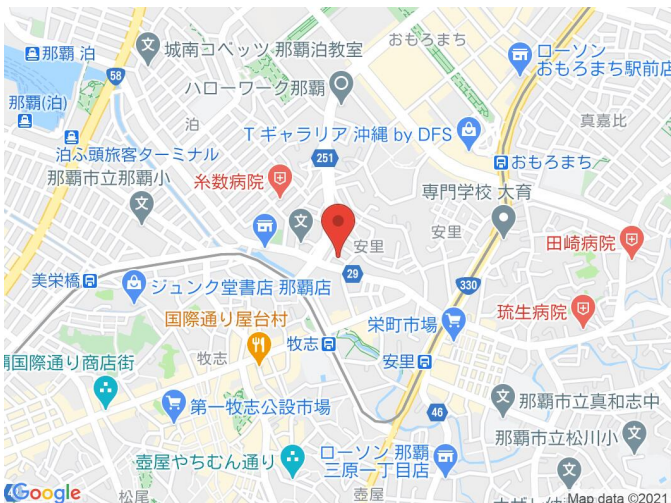 那覇 泊
城南コベッツ 那覇泊教室
おもろまち
ローソン
おもろまち駅前店
58
ハローワーク那覇
那覇(泊)
泊
真嘉比
T ギャラリア 沖縄 by DFS
泊ふ頭旅客ターミナル
251
おもろまち
那覇市立那覇小
糸数病院
専門学校 大育
安里
安里
田崎病院
美栄橋
29
330
ジュンク堂書店 那覇店
琉生病院
国際通り屋台村
栄町市場
牧志
安里
覇国際通り商店街
第一牧志公設市場
46
那覇市立真和志中
那覇市立松川小
壺屋やちむん通り
ローソン 那覇
三原一丁目店
Google
松尾
壺屋
Map data ©2021